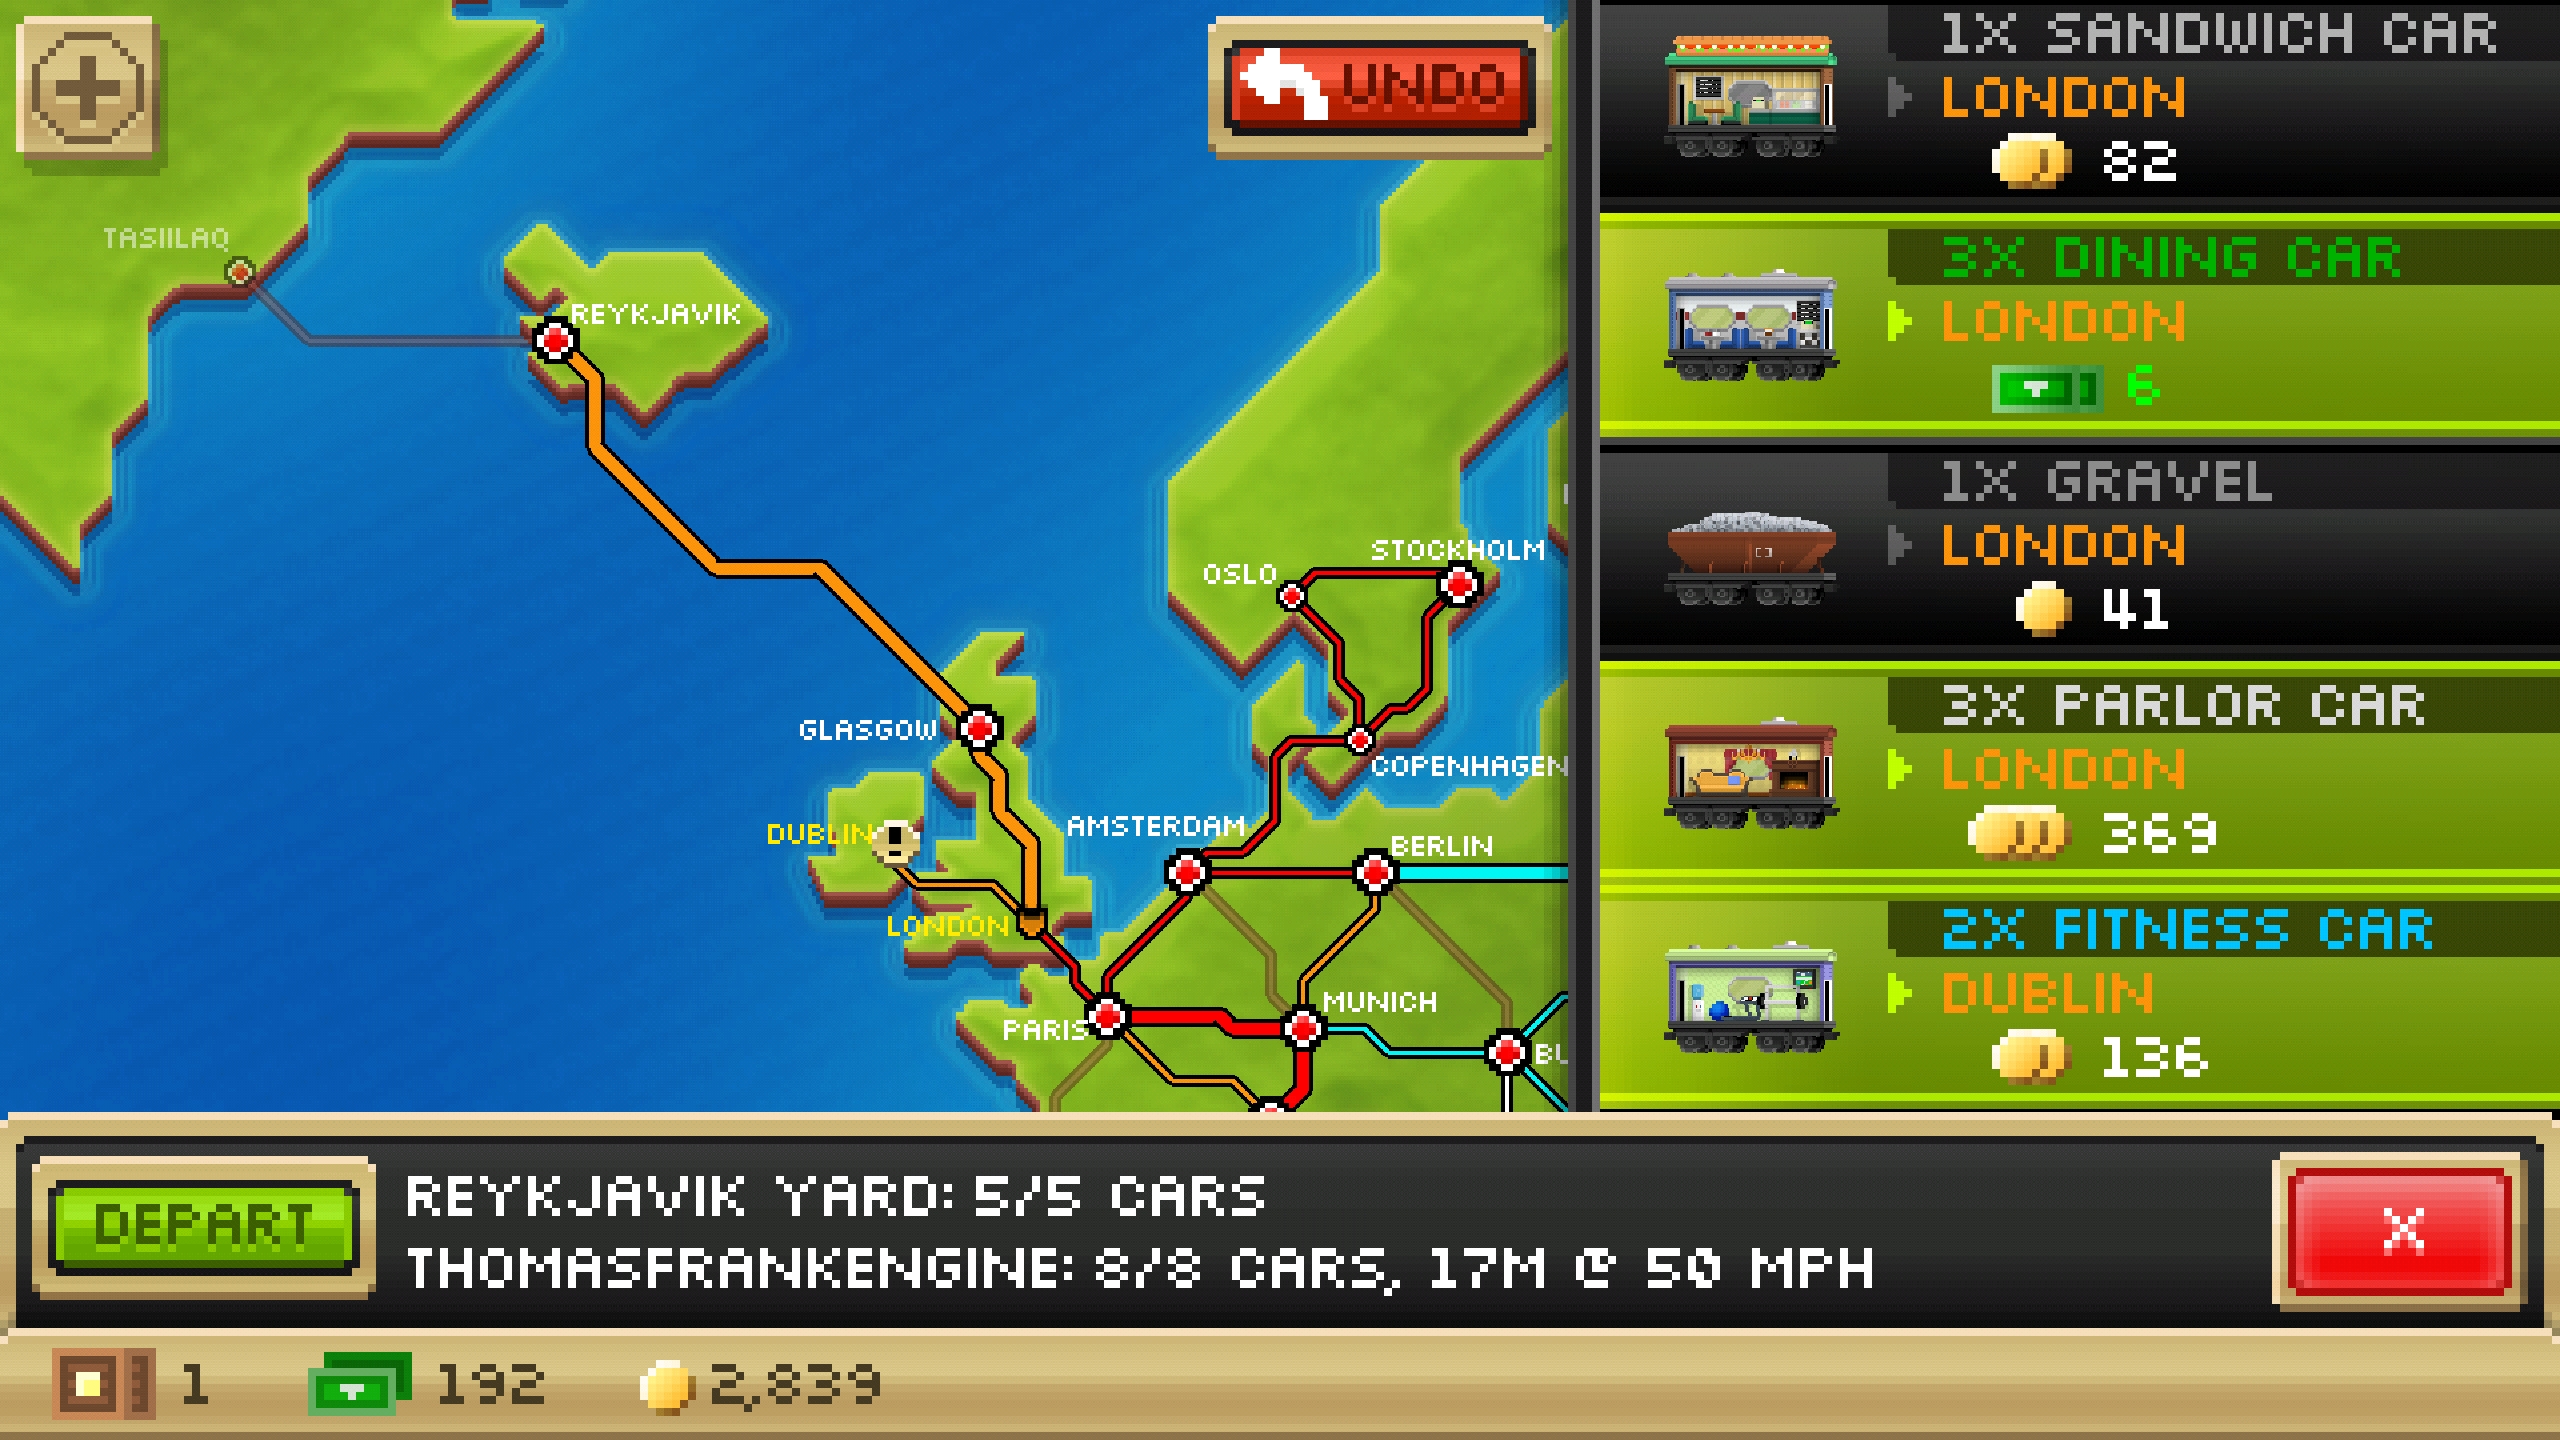 UNDO
TASIILAQ
REYKJAVIK
STOCKHOLM
OSLO
GLASGOW
COPENHAGEN
DUBLIN
AMSTERDAM
BERLIN
LONDON
MUNICH
PARIS
BU
1X SANDWICH CAR
LONDON
82
3X DINING CAR
LONDON
6
1X GRAVEL
LONDON
41
3X PARLOR CAR
LONDON
369
2X FITNESS CAR
DUBLIN
136
DEPART
REYKJAVIK YARD: 5/5 CARS
THOMASFRANKENGINE: 8/8 CARS, 17M @ 50 MPH
X
1
192
2,839